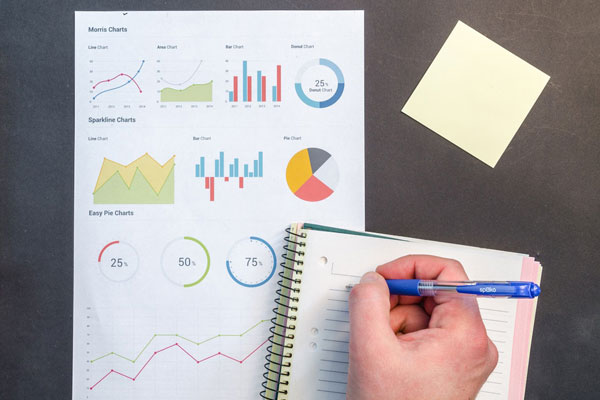 Morris Charts
Line Chart
Area Chart
Bar Chart
Donut Chart
25%
Donut Chart
Sparkline Charts
Line Chart
Bar Chart
Pie Chart
Easy Pie Charts
25%
50%
75%